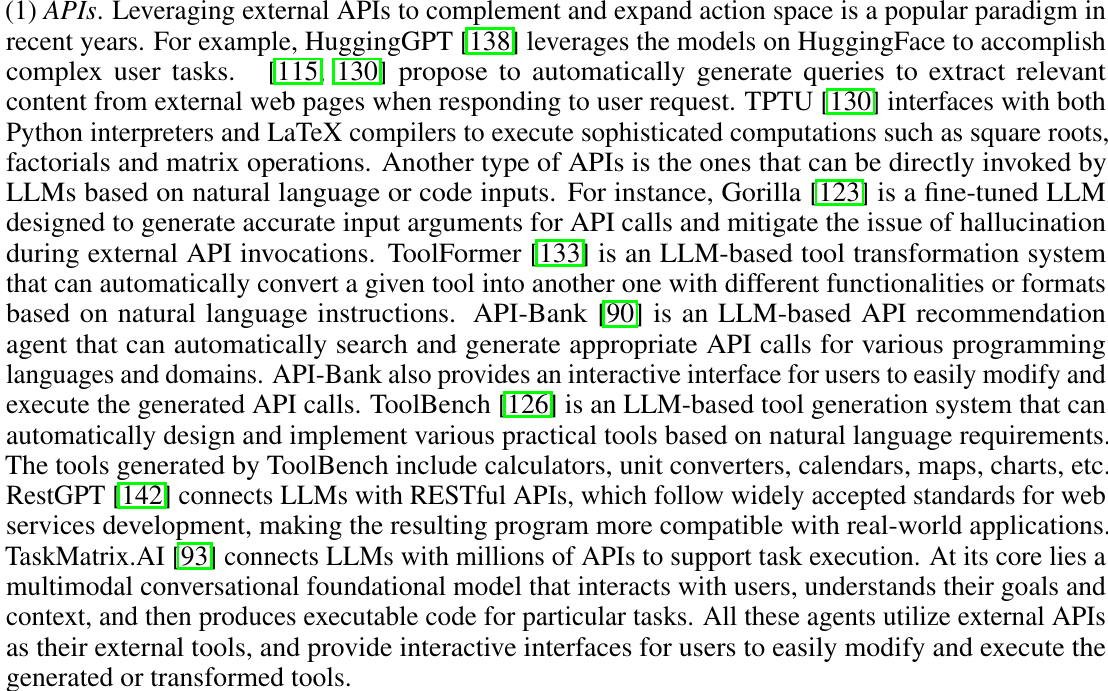 (1) APIs. Leveraging external APIs to complement and expand action space is a popular paradigm in
recent years. For example, HuggingGPT [138] leverages the models on HuggingFace to accomplish
complex user tasks. [115, 130] propose to automatically generate queries to extract relevant
content from external web pages when responding to user request. TPTU [130] interfaces with both
Python interpreters and LaTeX compilers to execute sophisticated computations such as square roots,
factorials and matrix operations. Another type of APIs is the ones that can be directly invoked by
LLMs based on natural language or code inputs. For instance, Gorilla [123] is a fine-tuned LLM
designed to generate accurate input arguments for API calls and mitigate the issue of hallucination
during external API invocations. ToolFormer [133] is an LLM-based tool transformation system
that can automatically convert a given tool into another one with different functionalities or formats
based on natural language instructions. API-Bank [90] is an LLM-based API recommendation
agent that can automatically search and generate appropriate API calls for various programming
languages and domains. API-Bank also provides an interactive interface for users to easily modify and
execute the generated API calls. ToolBench [126] is an LLM-based tool generation system that can
automatically design and implement various practical tools based on natural language requirements.
The tools generated by ToolBench include calculators, unit converters, calendars, maps, charts, etc.
RestGPT [142] connects LLMs with RESTful APIs, which follow widely accepted standards for web
services development, making the resulting program more compatible with real-world applications.
TaskMatrix.AI [93] connects LLMs with millions of APIs to support task execution. At its core lies a
multimodal conversational foundational model that interacts with users, understands their goals and
context, and then produces executable code for particular tasks. All these agents utilize external APIs
as their external tools, and provide interactive interfaces for users to easily modify and execute the
generated or transformed tools.